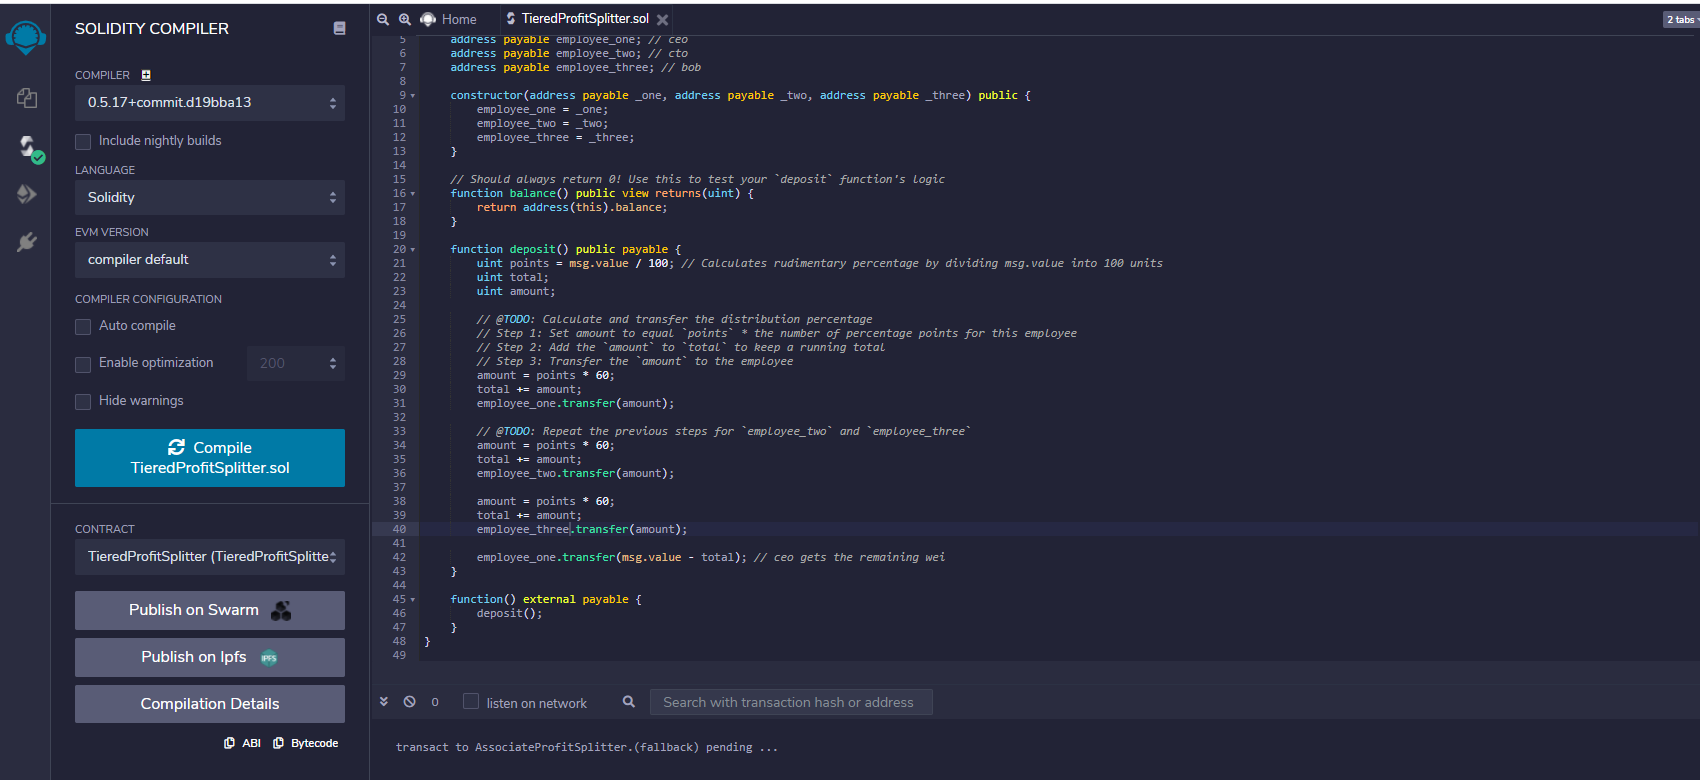 SOLIDITY COMPILER
COMPILER
0.5.17+commit.d19bba13
Include nightly builds
LANGUAGE
Solidity
EVM VERSION
compiler default
COMPILER CONFIGURATION
Auto compile
Enable optimization
200
Hide warnings
Compile
TieredProfitSplitter.sol
CONTRACT
TieredProfitSplitter (TieredProfitSplitte
Publish on Swarm
Publish on Ipfs
IPFS
Compilation Details
ABI Bytecode
Home TieredProfitSplitter.sol 2 tabs
5 address payable employee_one; // ceo
6 address payable employee_two; // cto
7 address payable employee_three; // bob
8
9 constructor(address payable _one, address payable _two, address payable _three) public {
10 employee_one = _one;
11 employee_two = _two;
12 employee_three = _three;
13 }
14
15 // Should always return 0! Use this to test your `deposit` function's logic
16 function balance() public view returns(uint) {
17 return address(this).balance;
18 }
19
20 function deposit() public payable {
21 uint points = msg.value / 100; // Calculates rudimentary percentage by dividing msg.value into 100 units
22 uint total;
23 uint amount;
24
25 // @TODO: Calculate and transfer the distribution percentage
26 // Step 1: Set amount to equal `points` * the number of percentage points for this employee
27 // Step 2: Add the `amount` to `total` to keep a running total
28 // Step 3: Transfer the `amount` to the employee
29 amount = points * 60;
30 total += amount;
31 employee_one.transfer(amount);
32
33 // @TODO: Repeat the previous steps for `employee_two` and `employee_three`
34 amount = points * 60;
35 total += amount;
36 employee_two.transfer(amount);
37
38 amount = points * 60;
39 total += amount;
40 employee_three.transfer(amount);
41
42 employee_one.transfer(msg.value - total); // ceo gets the remaining wei
43 }
44
45 function() external payable {
46 deposit();
47 }
48 }
49
0 listen on network Search with transaction hash or address
transact to AssociateProfitSplitter.(fallback) pending ...